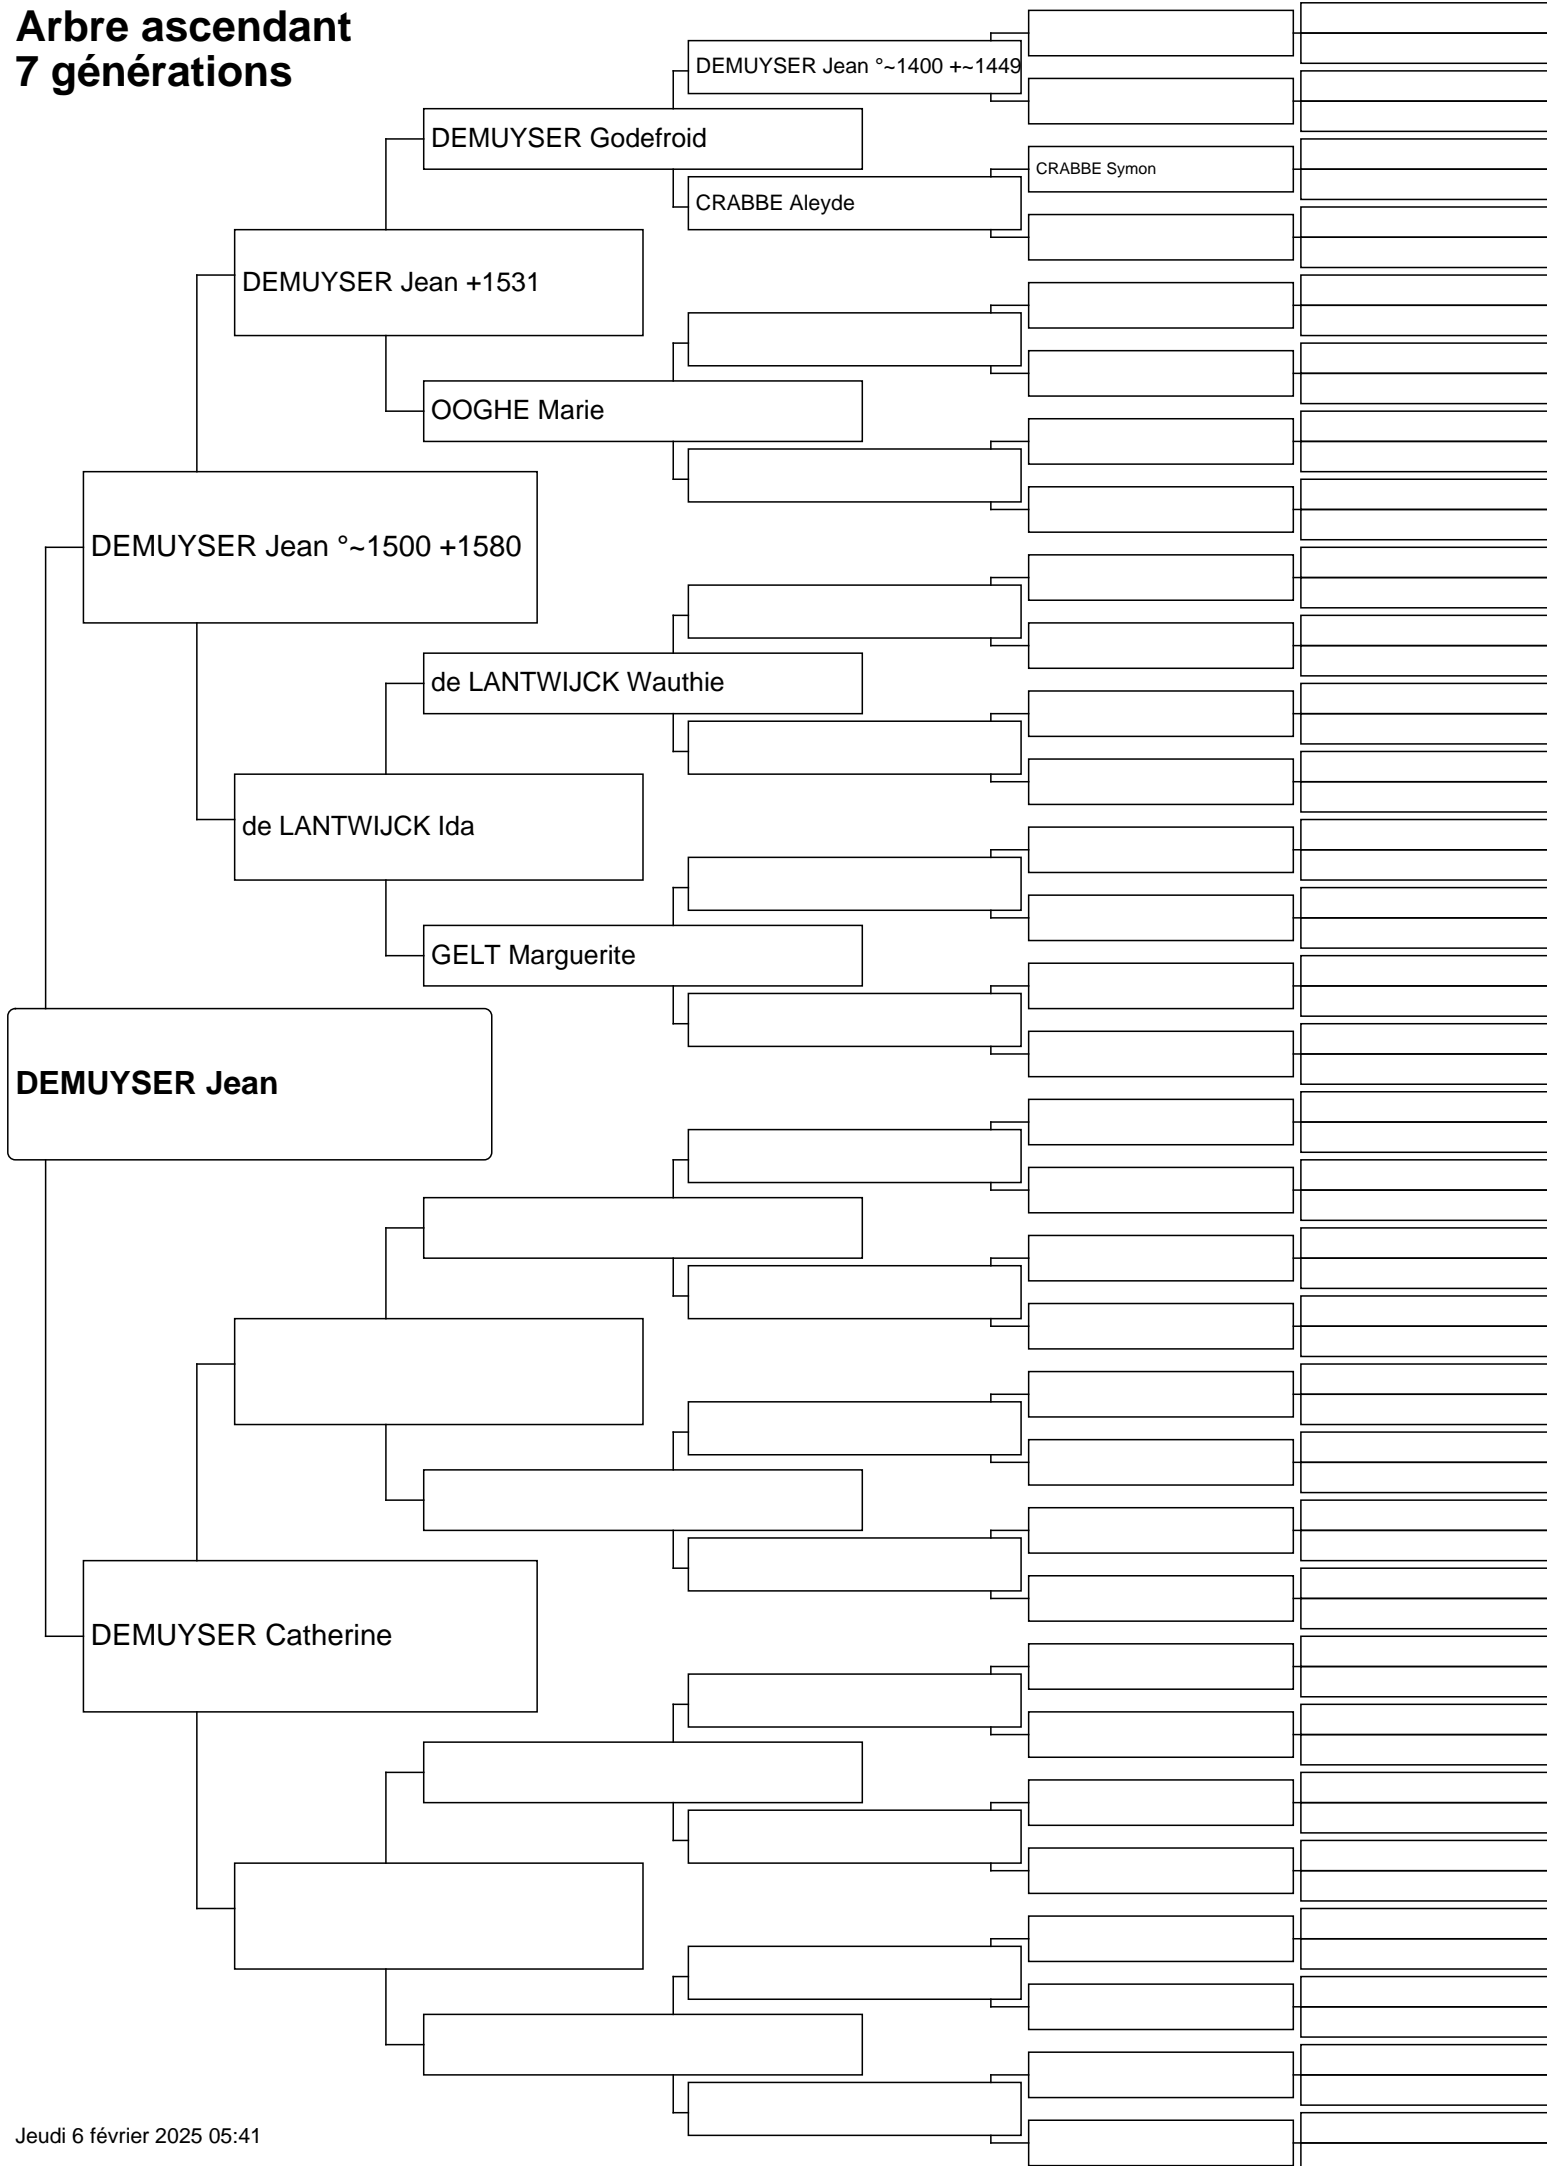 Arbre ascendant
7 générations
DEMUYSER Jean °~1400 +~1449
DEMUYSER Godefroid
CRABBE Symon
CRABBE Aleyde
DEMUYSER Jean +1531
OOGHE Marie
DEMUYSER Jean °~1500 +1580
de LANTWIJCK Wauthie
de LANTWIJCK Ida
GELT Marguerite
DEMUYSER Jean
DEMUYSER Catherine
Jeudi 6 février 2025 05:41